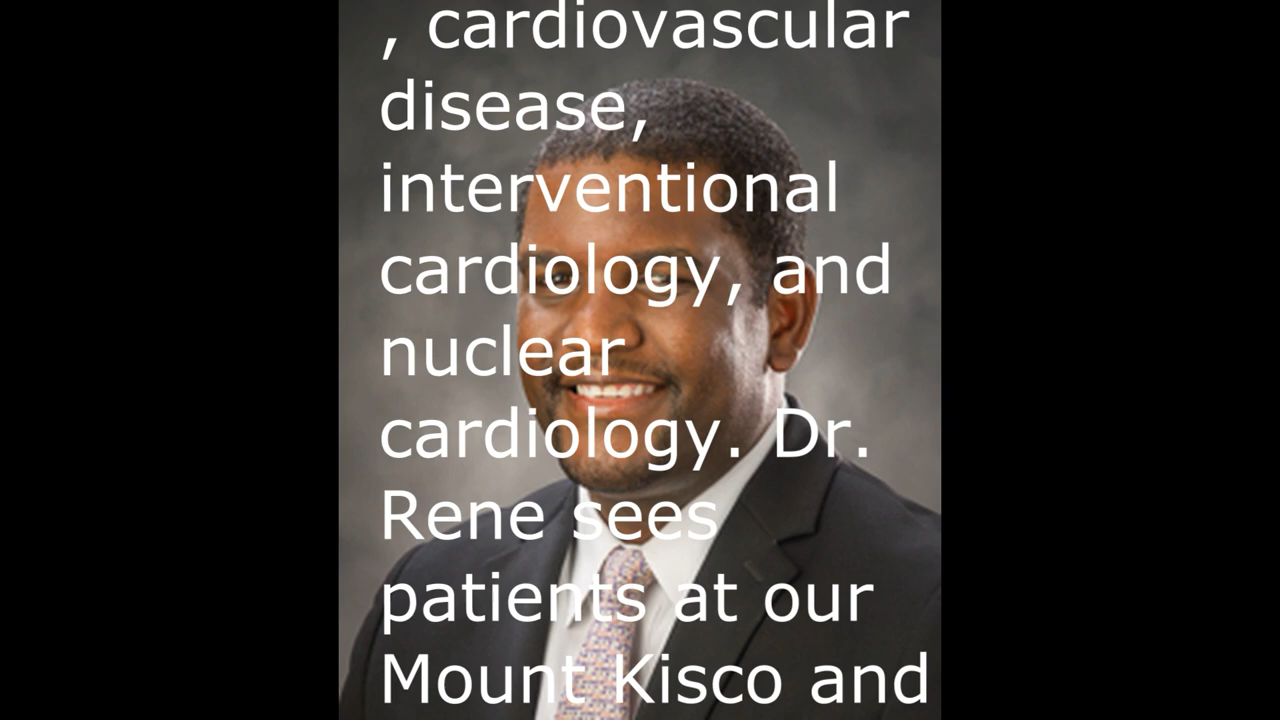 , cardiovascular
disease,
interventional
cardiology, and
nuclear
cardiology. Dr.
Rene sees
patients at our
Mount Kisco and